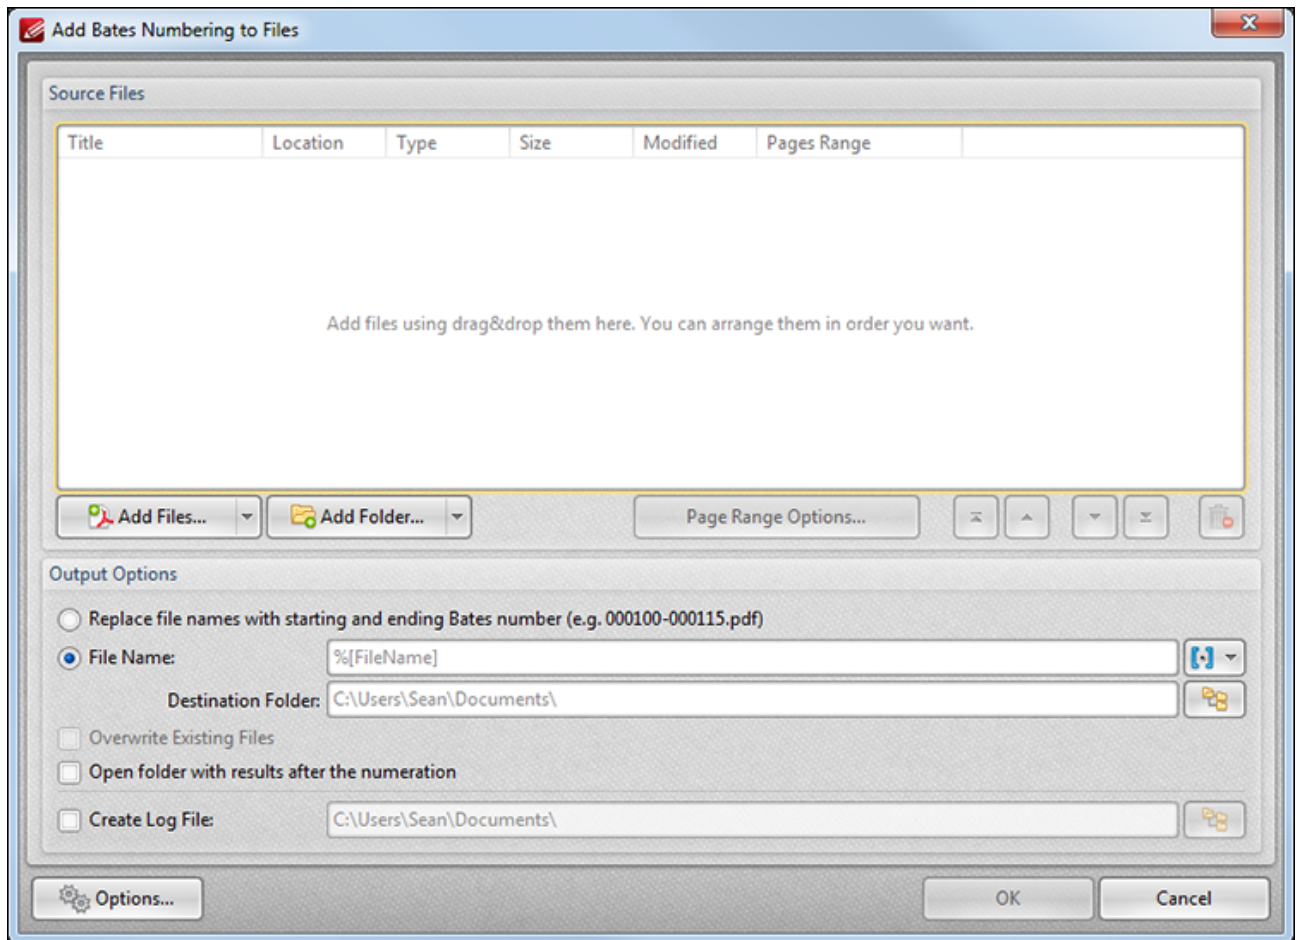 Add Bates Numbering to Files
Source Files
Title Location Type Size Modified Pages Range
Add files using drag&drop them here. You can arrange them in order you want.
Add Files... Add Folder... Page Range Options...
Output Options
Replace file names with starting and ending Bates number (e.g. 000100-000115.pdf)
File Name: %[FileName]
Destination Folder: C:\Users\Sean\Documents\
Overwrite Existing Files
Open folder with results after the numeration
Create Log File: C:\Users\Sean\Documents\
Options... OK Cancel